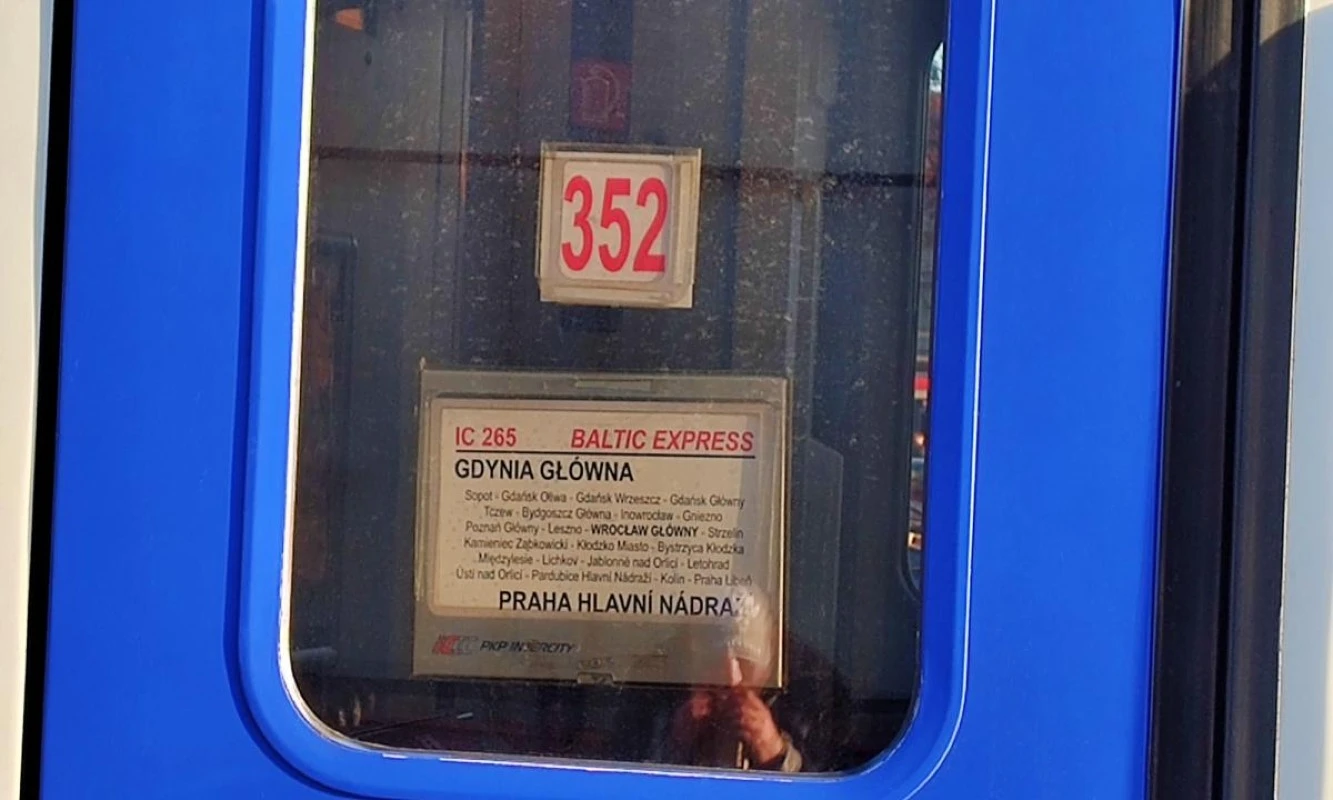 352
IC 265 BALTIC EXPRESS
GDYNIA GŁÓWNA
Sopot - Gdańsk Oliwa - Gdańsk Wrzeszcz - Gdańsk Główny
Tczew - Bydgoszcz Główna - Inowrocław - Gniezno
Poznań Główny - Leszno - WROCŁAW GŁÓWNY - Strzelin
Kamieniec Ząbkowicki - Kłodzko Miasto - Bystrzyca Kłodzka
Międzylesie - Lichkov - Jablonné nad Orlicí - Letohrad
Ústí nad Orlicí - Pardubice Hlavní Nádraží - Kolín - Praha Libeň
PRAHA HLAVNÍ NÁDRAŽÍ
PKP INTERCITY